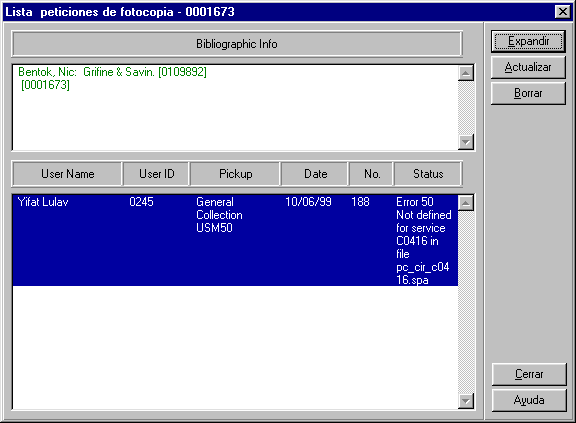 Lista peticiones de fotocopia - 0001673
Bibliographic Info
Expandir
Actualizar
Borrar
Bentok, Nic: Grifine & Savin. [0109892]
[0001673]
User Name User ID Pickup Date No. Status
Yifat Lulav 0245 General 10/06/99 188 Error 50
Collection Not defined
USM50 for service
C0416 in
file
pc_cir_c04
16.spa
Cerrar
Ayuda